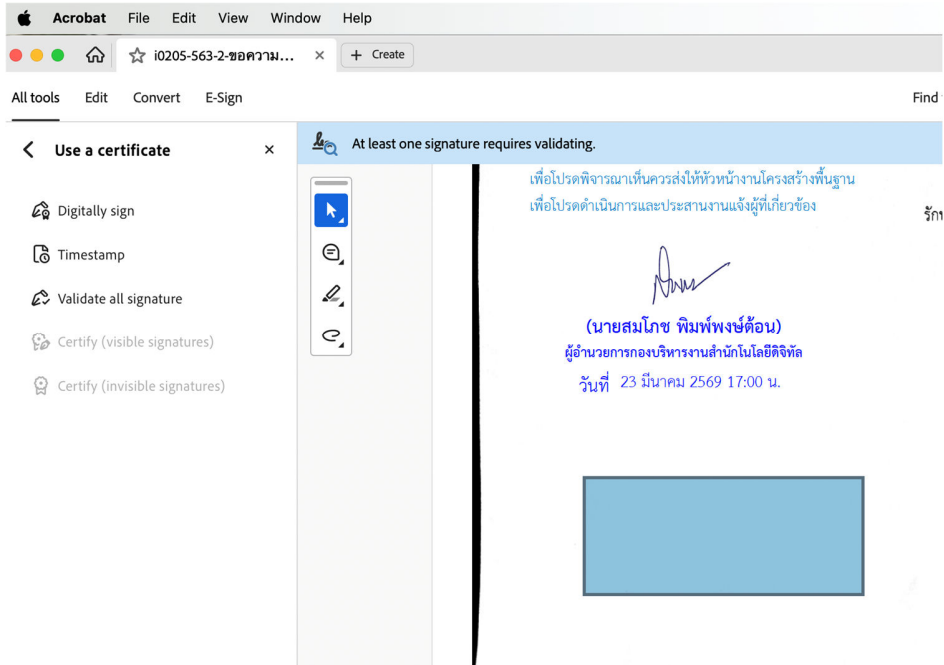 Acrobat File Edit View Window Help
i0205-563-2-ขอความ... × + Create
All tools Edit Convert E-Sign Find
Use a certificate ×
At least one signature requires validating.
Digitally sign
Timestamp
Validate all signature
Certify (visible signatures)
Certify (invisible signatures)
เพื่อโปรดพิจารณาเห็นควรส่งให้หัวหน้างานโครงสร้างพื้นฐาน
เพื่อโปรดดำเนินการและประสานงานแจ้งผู้ที่เกี่ยวข้อง
(นายสมโภช พิมพ์พงษ์ต้อน)
ผู้อำนวยการกองบริหารงานสำนักโนโลยีดิจิทัล
วันที่ 23 มีนาคม 2569 17:00 น.